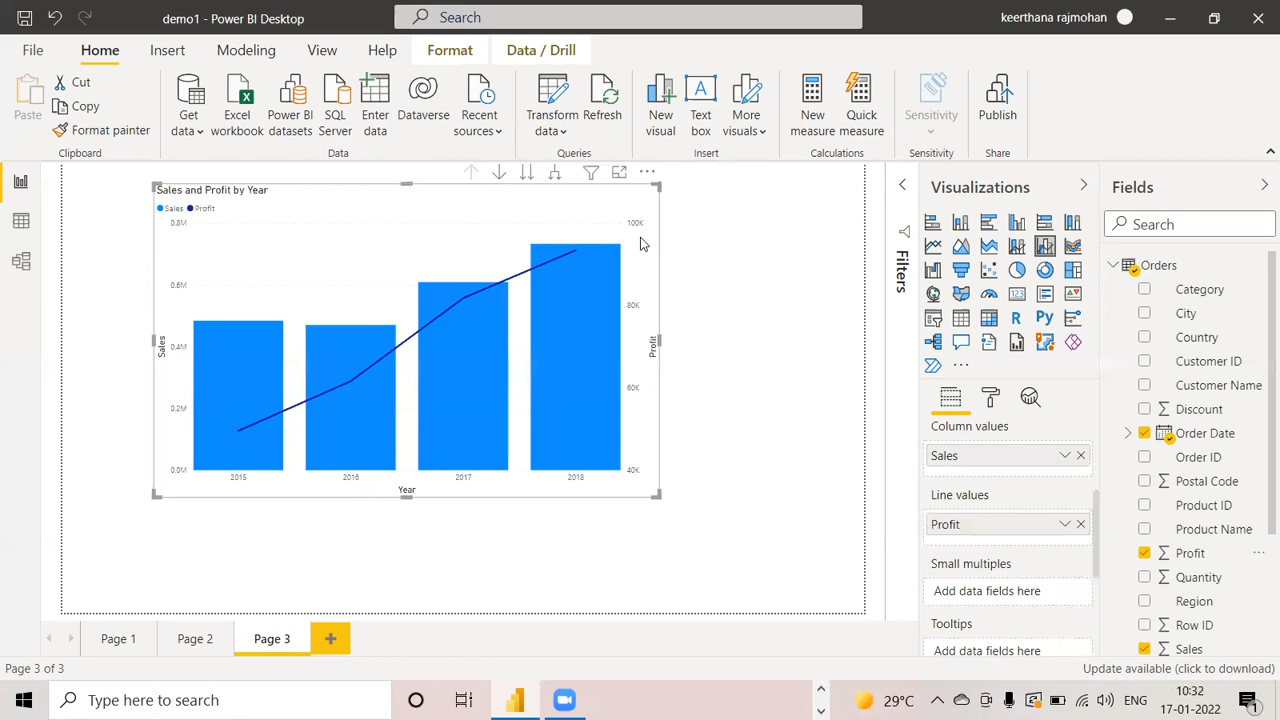 demo1 - Power BI Desktop
Search
keerthana rajmohan
File
Home
Insert
Modeling
View
Help
Format
Data / Drill
Paste
Cut
Copy
Format painter
Clipboard
Get
data
Excel
workbook
Power BI
datasets
SQL
Server
Enter
data
Dataverse
Recent
sources
Data
Transform
data
Refresh
Queries
New
visual
Text
box
More
visuals
Insert
New
measure
Quick
measure
Calculations
Sensitivity
Sensitivity
Publish
Share
Sales and Profit by Year
Sales Profit
0.8M
0.6M
0.4M
0.2M
0.0M
Sales
100K
80K
60K
40K
Profit
2015 2016 2017 2018
Year
Filters
Visualizations
R Py
123
Column values
Sales
Line values
Profit
Small multiples
Add data fields here
Tooltips
Add data fields here
Fields
Search
Orders
Category
City
Country
Customer ID
Customer Name
Discount
Order Date
Order ID
Postal Code
Product ID
Product Name
Profit
Quantity
Region
Row ID
Sales
Page 1
Page 2
Page 3
Page 3 of 3
Update available (click to download)
Type here to search
29°C
ENG
10:32
17-01-2022
1